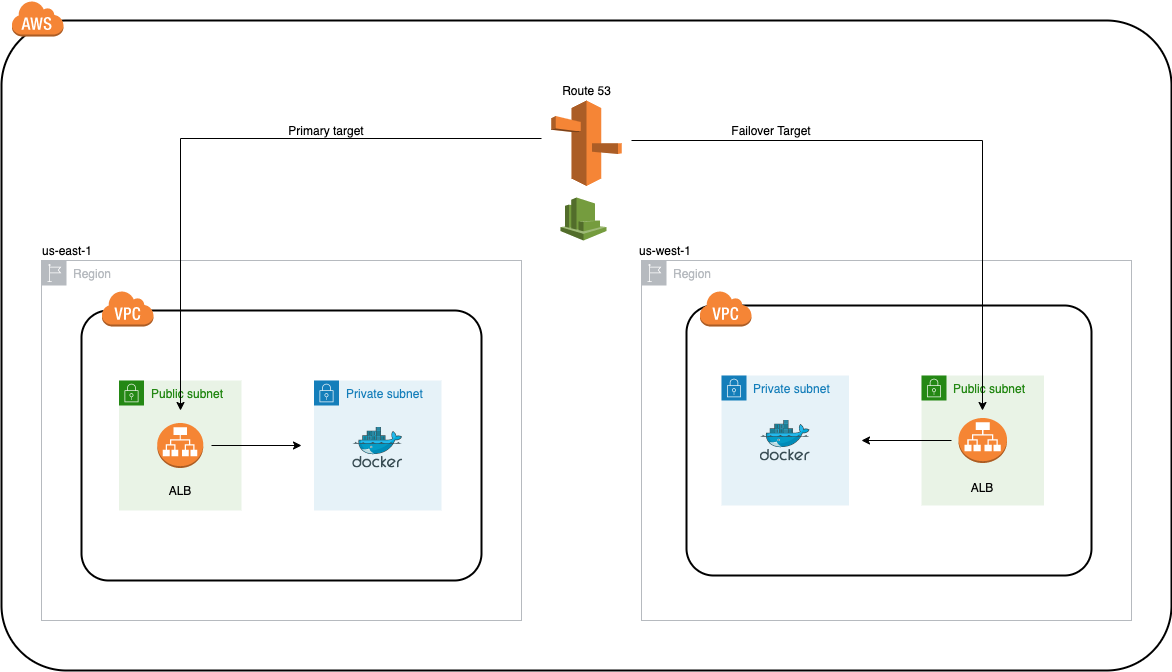 AWS
Route 53
Primary target
Failover Target
us-east-1
Region
VPC
Public subnet
ALB
Private subnet
docker
us-west-1
Region
VPC
Private subnet
docker
Public subnet
ALB